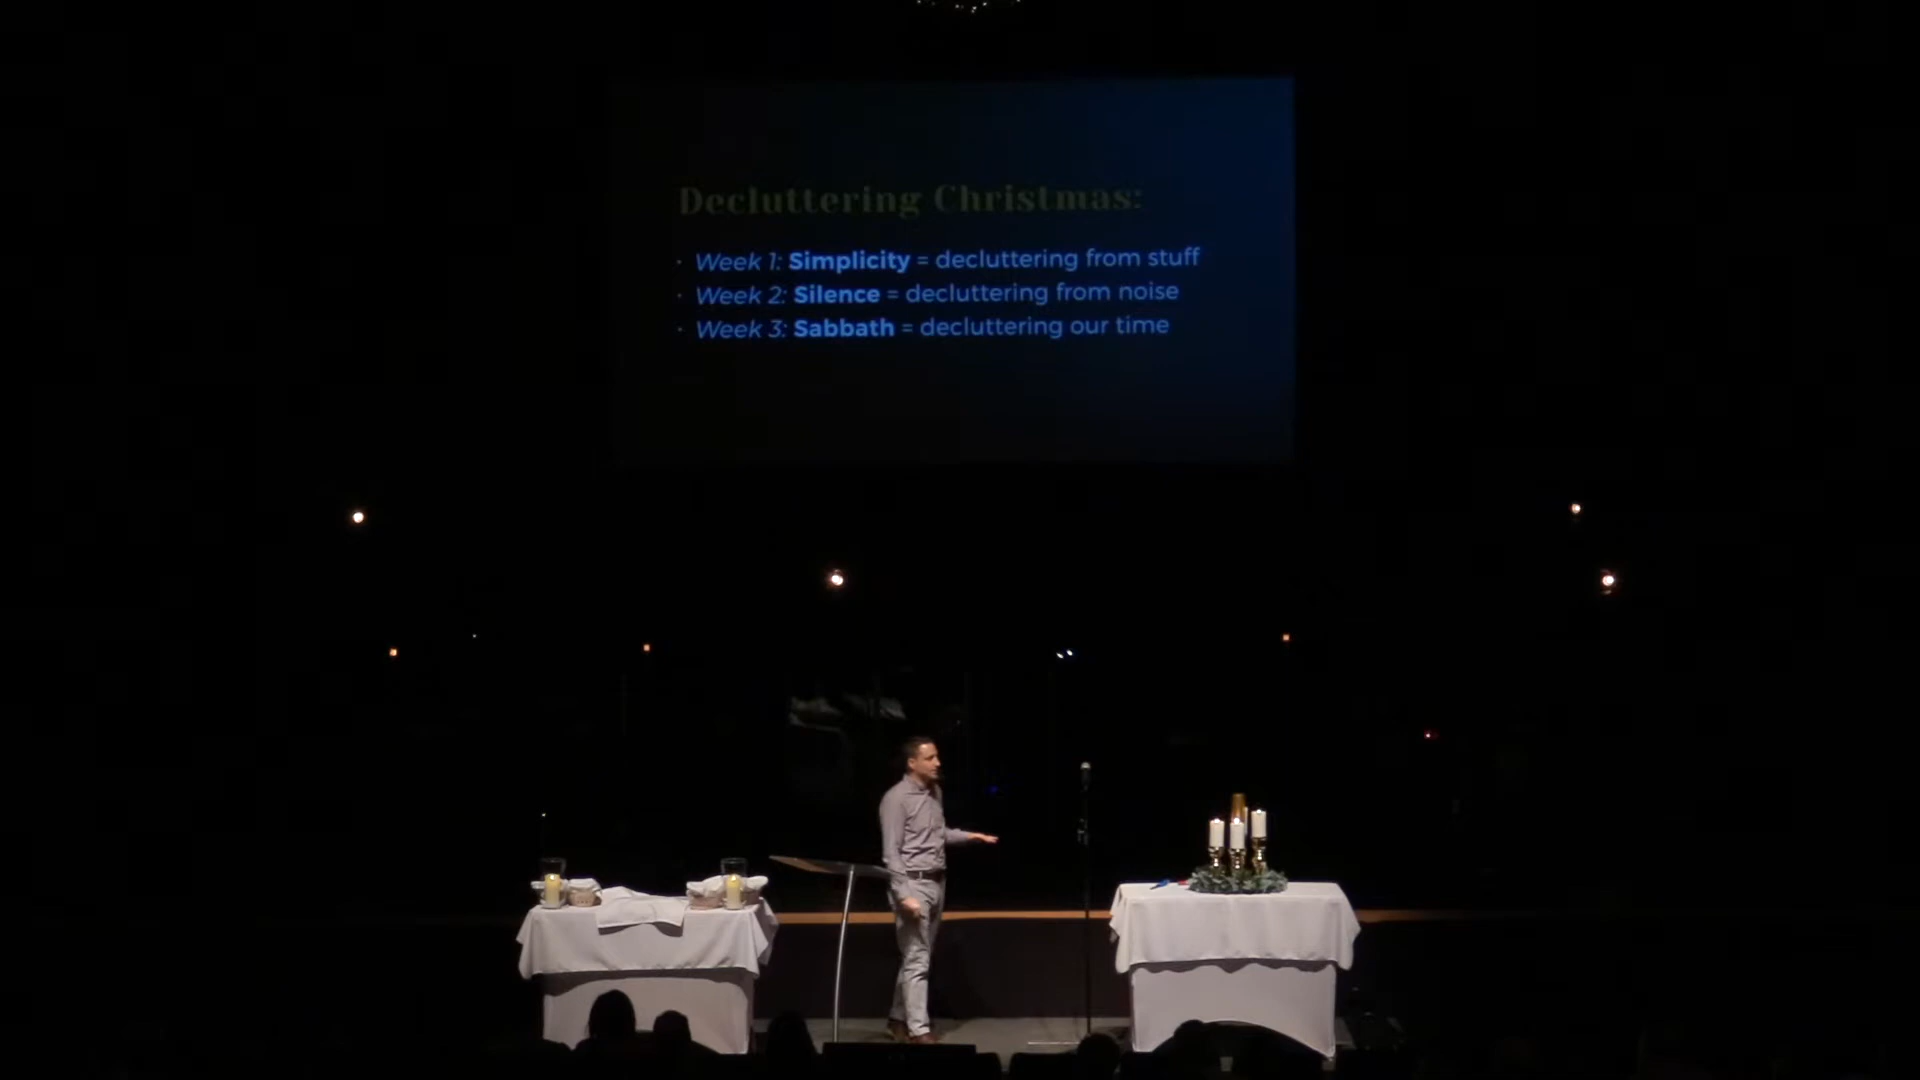 Decluttering Christmas:
· Week 1: Simplicity = decluttering from stuff
· Week 2: Silence = decluttering from noise
· Week 3: Sabbath = decluttering our time